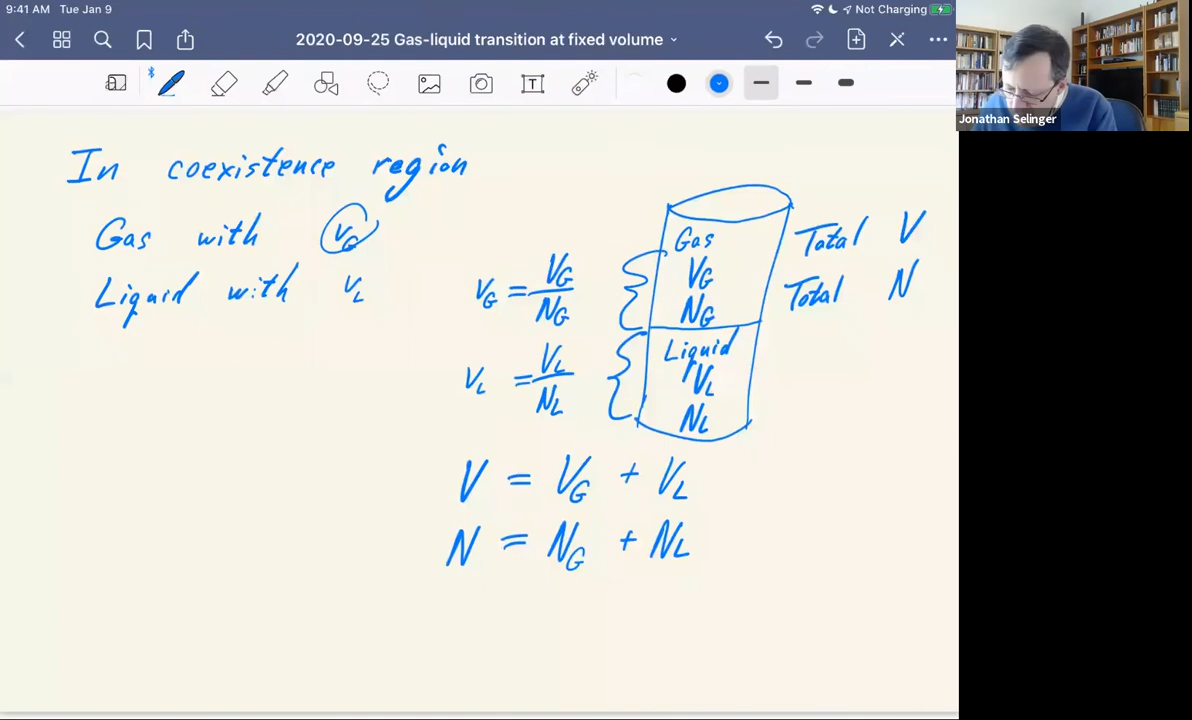 9:41 AM Tue Jan 9
Not Charging
2020-09-25 Gas-liquid transition at fixed volume
T
Jonathan Selinger
In coexistence region
Gas with v_G
Liquid with v_L
v_G = V_G / N_G
v_L = V_L / N_L
Gas
V_G
N_G
Liquid
V_L
N_L
Total V
Total N
V = V_G + V_L
N = N_G + N_L